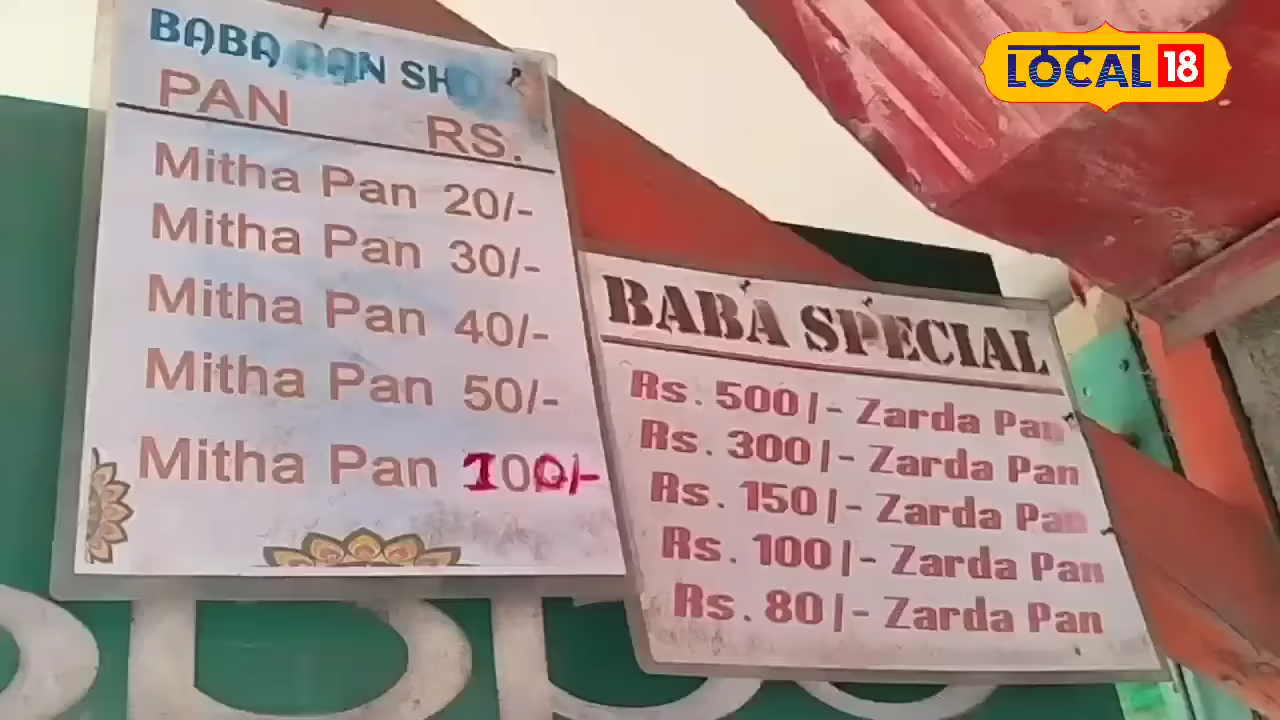 BABA PAN SHO
PAN RS.
Mitha Pan 20/-
Mitha Pan 30/-
Mitha Pan 40/-
Mitha Pan 50/-
Mitha Pan 100/-
BABA SPECIAL
Rs. 500/- Zarda Pan
Rs. 300/- Zarda Pan
Rs. 150/- Zarda Pan
Rs. 100/- Zarda Pan
Rs. 80/- Zarda Pan
LOCAL 18